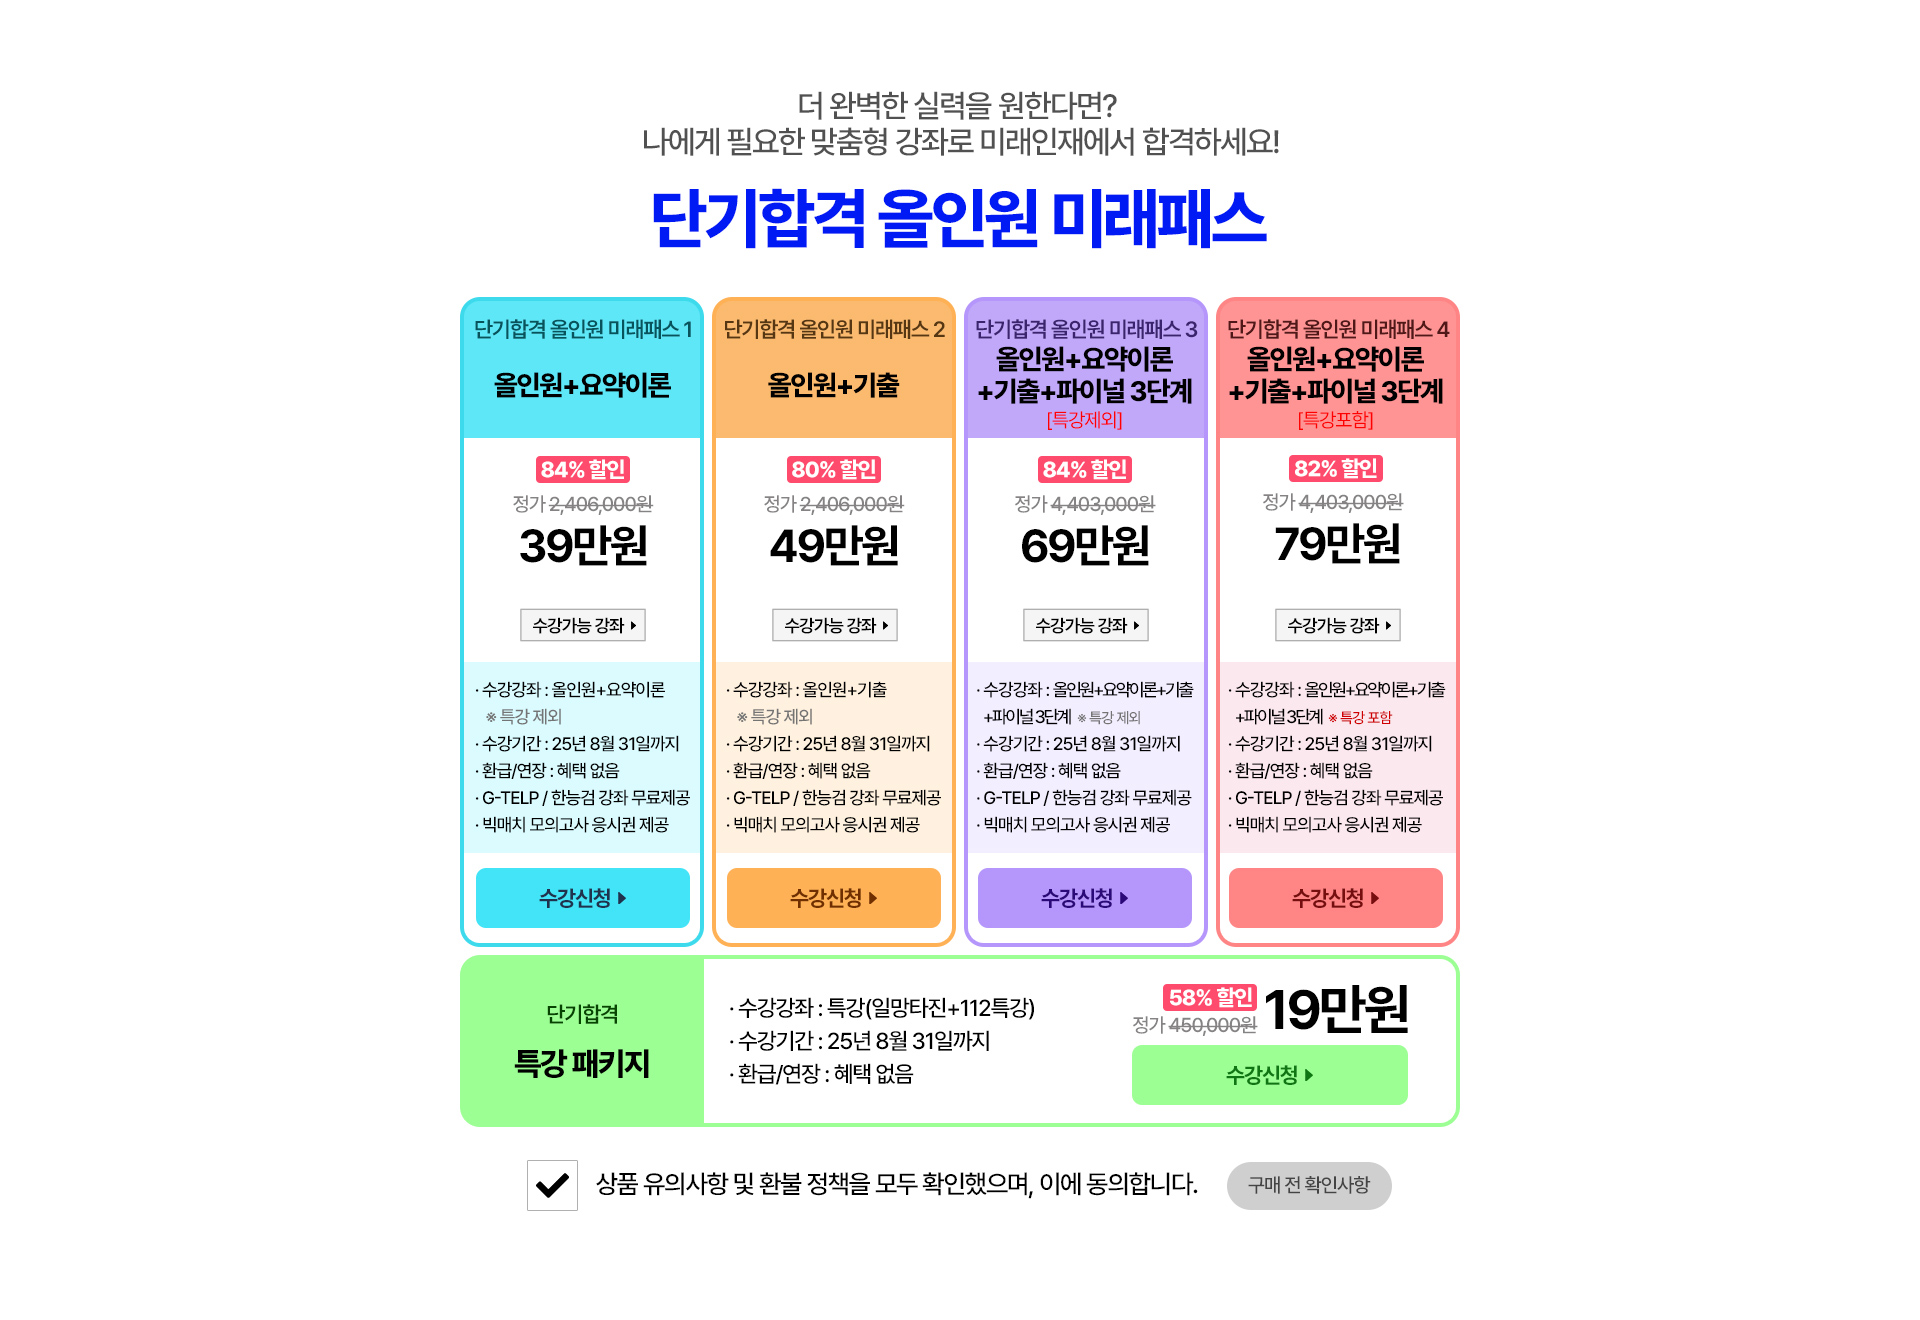 더 완벽한 실력을 원한다면?
나에게 필요한 맞춤형 강좌로 미래인재에서 합격하세요!
단기합격 올인원 미래패스
단기합격 올인원 미래패스 1
올인원+요약이론
84% 할인
정가 2,406,000원
39만원
수강가능 강좌
· 수강강좌 : 올인원+요약이론
※ 특강 제외
· 수강기간 : 25년 8월 31일까지
· 환급/연장 : 혜택 없음
· G-TELP / 한능검 강좌 무료제공
· 빅매치 모의고사 응시권 제공
수강신청
단기합격 올인원 미래패스 2
올인원+기출
80% 할인
정가 2,406,000원
49만원
수강가능 강좌
· 수강강좌 : 올인원+기출
※ 특강 제외
· 수강기간 : 25년 8월 31일까지
· 환급/연장 : 혜택 없음
· G-TELP / 한능검 강좌 무료제공
· 빅매치 모의고사 응시권 제공
수강신청
단기합격 올인원 미래패스 3
올인원+요약이론
+기출+파이널 3단계
[특강제외]
84% 할인
정가 4,403,000원
69만원
수강가능 강좌
· 수강강좌 : 올인원+요약이론+기출
+파이널 3단계 ※ 특강 제외
· 수강기간 : 25년 8월 31일까지
· 환급/연장 : 혜택 없음
· G-TELP / 한능검 강좌 무료제공
· 빅매치 모의고사 응시권 제공
수강신청
단기합격 올인원 미래패스 4
올인원+요약이론
+기출+파이널 3단계
[특강포함]
82% 할인
정가 4,403,000원
79만원
수강가능 강좌
· 수강강좌 : 올인원+요약이론+기출
+파이널 3단계 ※ 특강 포함
· 수강기간 : 25년 8월 31일까지
· 환급/연장 : 혜택 없음
· G-TELP / 한능검 강좌 무료제공
· 빅매치 모의고사 응시권 제공
수강신청
단기합격
특강 패키지
· 수강강좌 : 특강(일망타진+112특강)
· 수강기간 : 25년 8월 31일까지
· 환급/연장 : 혜택 없음
58% 할인
정가 450,000원
19만원
수강신청
상품 유의사항 및 환불 정책을 모두 확인했으며, 이에 동의합니다.
구매 전 확인사항